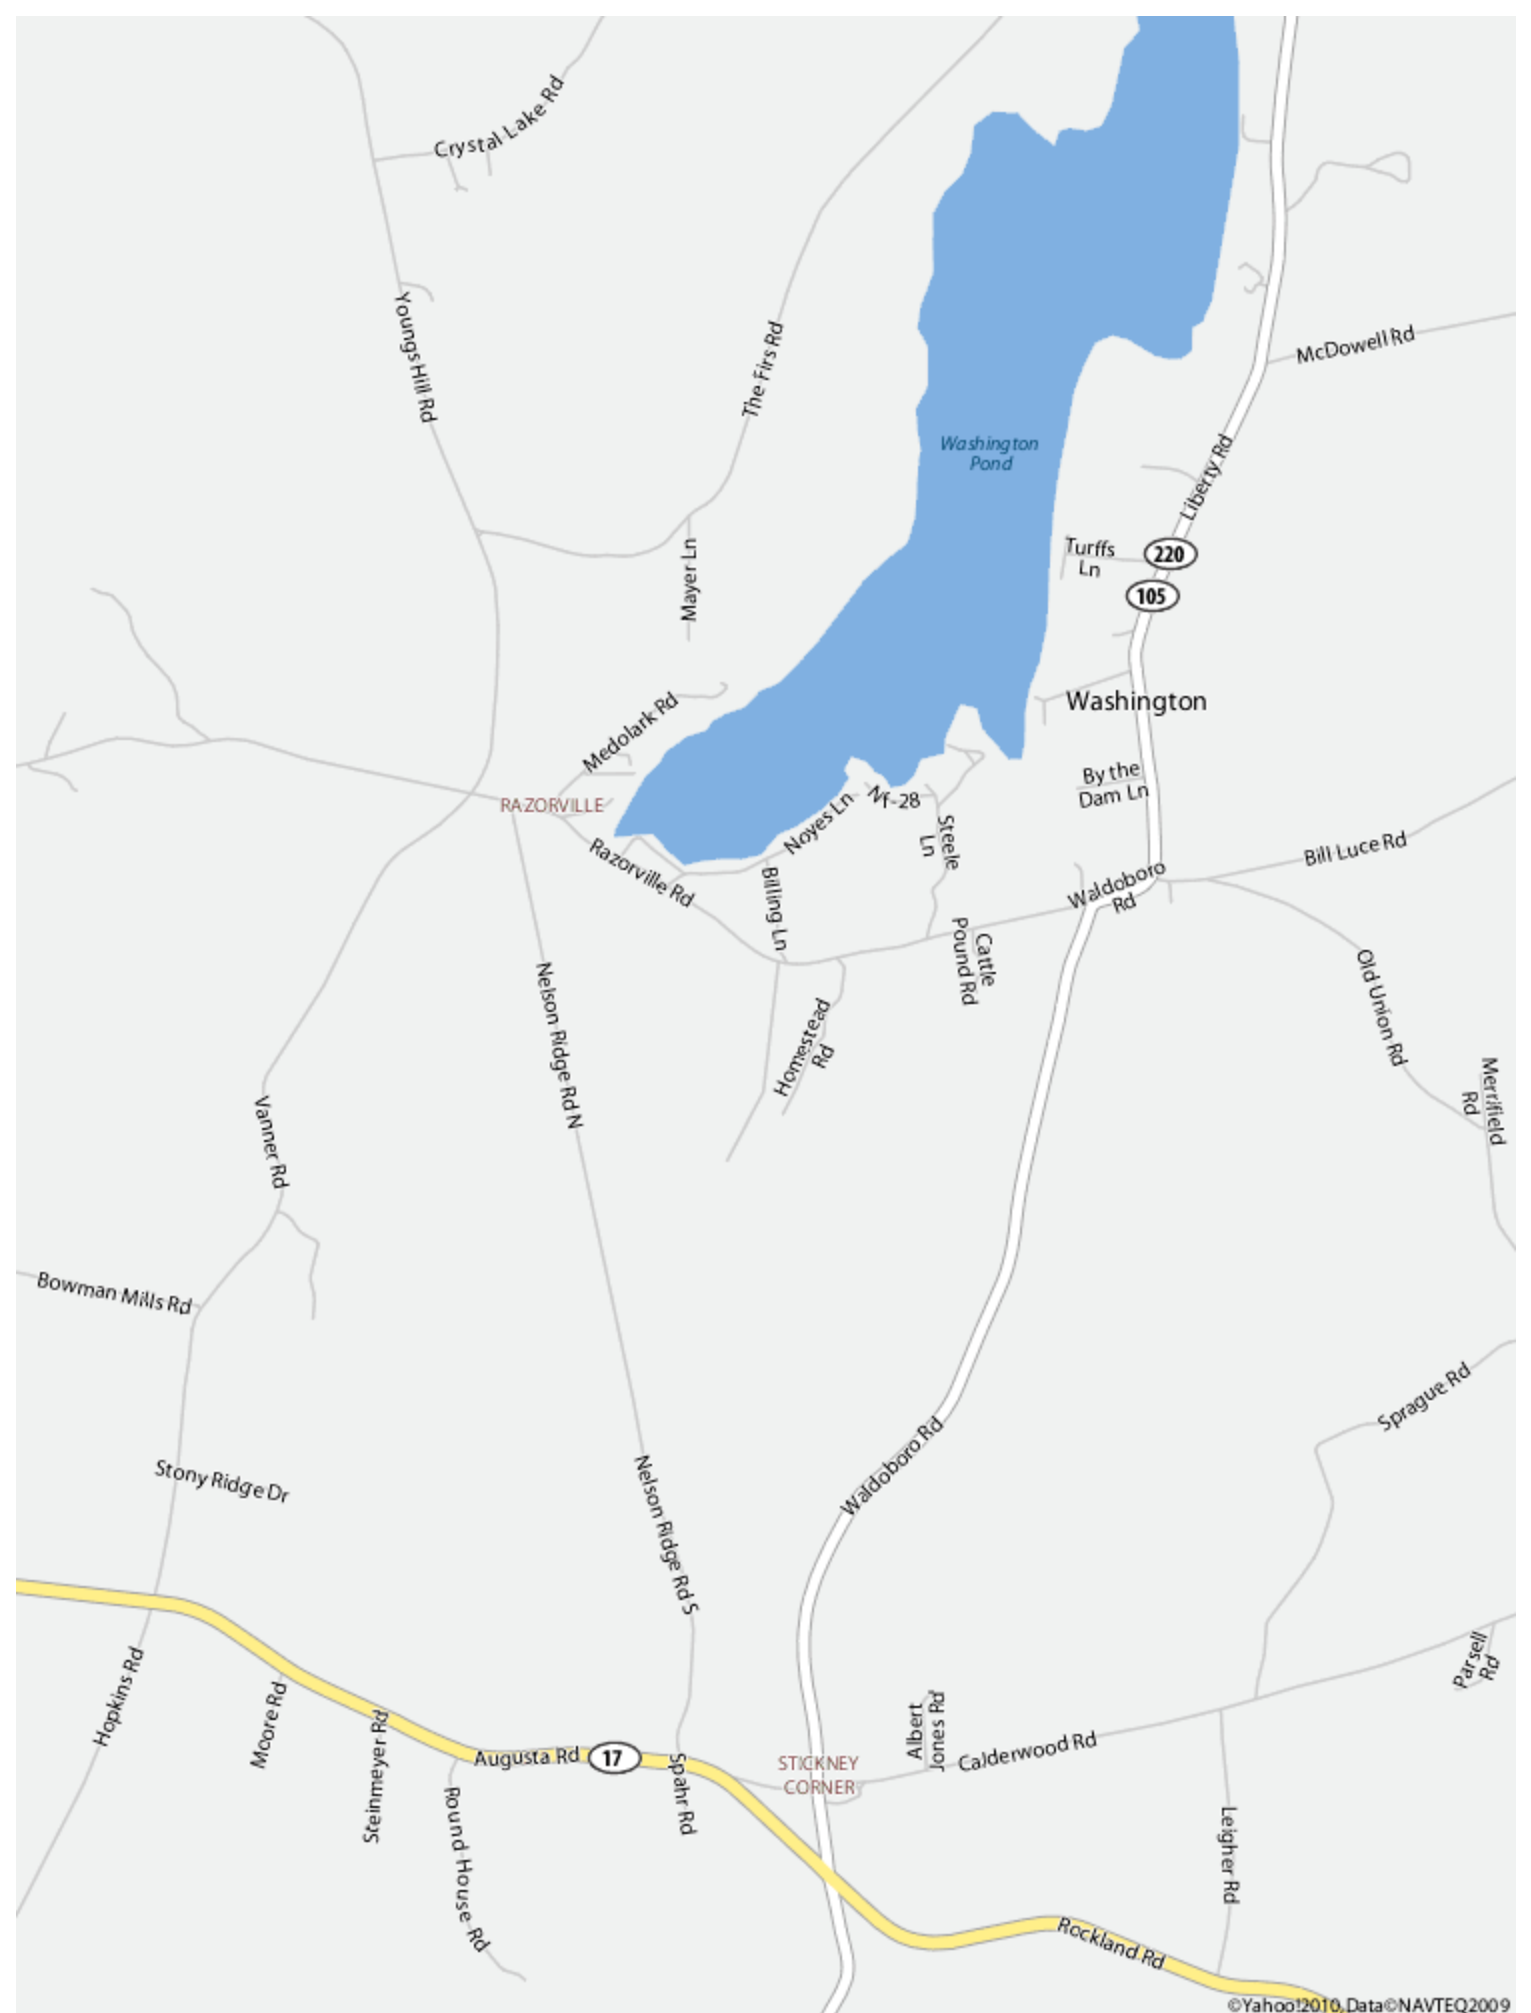 Crystal Lake Rd
Youngs Hill Rd
The Firs Rd
McDowell Rd
Washington
Pond
Liberty Rd
Turffs
Ln
220
105
Mayer Ln
Medolark Rd
Washington
By the
Dam Ln
RAZORVILLE
Nf-28
Noyes Ln
Steele
Ln
Razorville Rd
Billing Ln
Waldoboro
Rd
Bill Luce Rd
Cattle
Pound Rd
Old Union Rd
Nelson Ridge Rd N
Homestead
Rd
Merrifield
Rd
Vanner Rd
Bowman Mills Rd
Sprague Rd
Waldoboro Rd
Stony Ridge Dr
Nelson Ridge Rd S
Hopkins Rd
Moore Rd
Steinmeyer Rd
Augusta Rd
17
Spahr Rd
STICKNEY
CORNER
Albert
Jones Rd
Calderwood Rd
Parsell
Rd
Round House Rd
Leigher Rd
Rockland Rd
©Yahoo!2010, Data©NAVTEQ2009